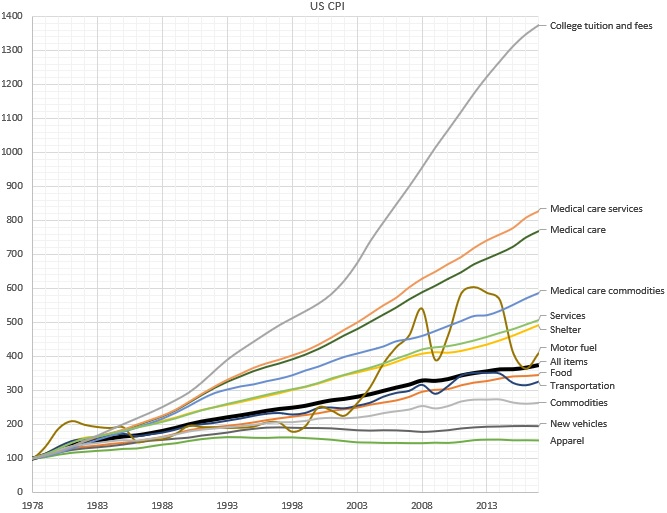 US CPI
1400
1300
1200
1100
1000
900
800
700
600
500
400
300
200
100
0
1978
1983
1988
1993
1998
2003
2008
2013
College tuition and fees
Medical care services
Medical care
Medical care commodities
Services
Shelter
Motor fuel
All items
Food
Transportation
Commodities
New vehicles
Apparel